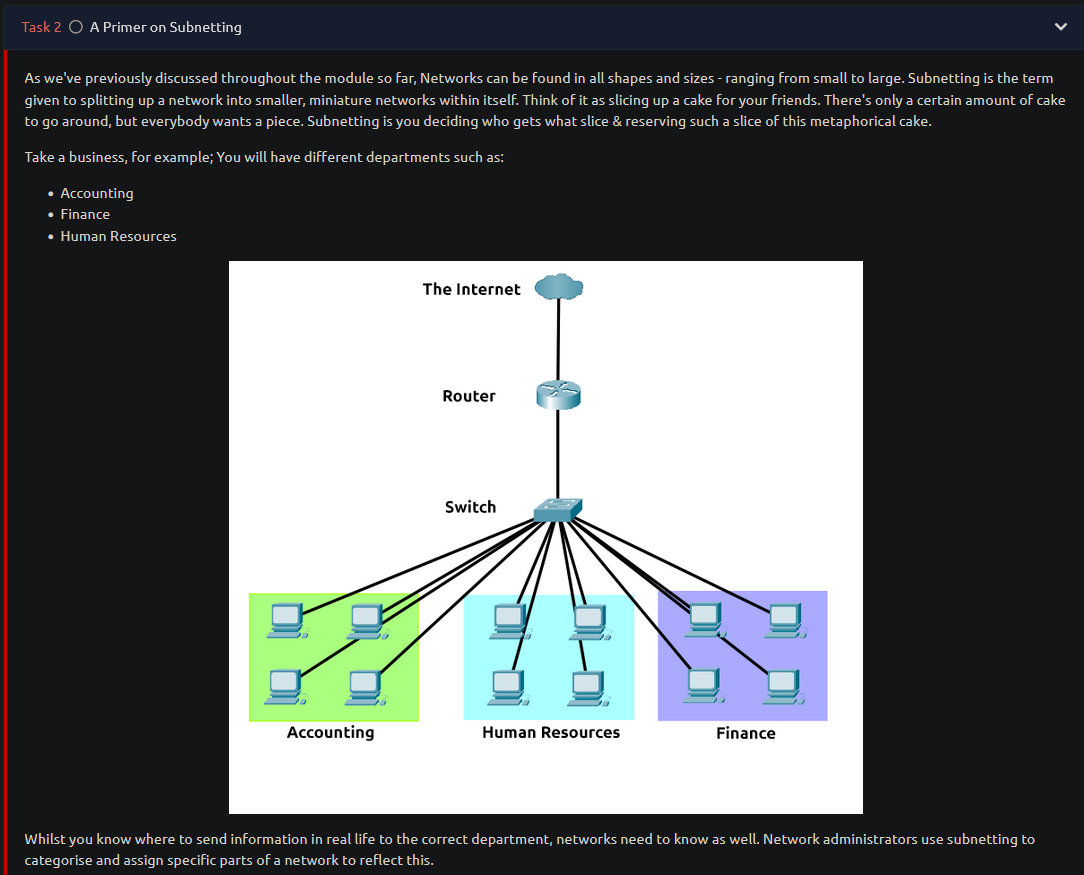 Task 2 A Primer on Subnetting
As we've previously discussed throughout the module so far, Networks can be found in all shapes and sizes - ranging from small to large. Subnetting is the term
given to splitting up a network into smaller, miniature networks within itself. Think of it as slicing up a cake for your friends. There's only a certain amount of cake
to go around, but everybody wants a piece. Subnetting is you deciding who gets what slice & reserving such a slice of this metaphorical cake.
Take a business, for example; You will have different departments such as:
• Accounting
• Finance
• Human Resources
The Internet
Router
Switch
Accounting
Human Resources
Finance
Whilst you know where to send information in real life to the correct department, networks need to know as well. Network administrators use subnetting to
categorise and assign specific parts of a network to reflect this.